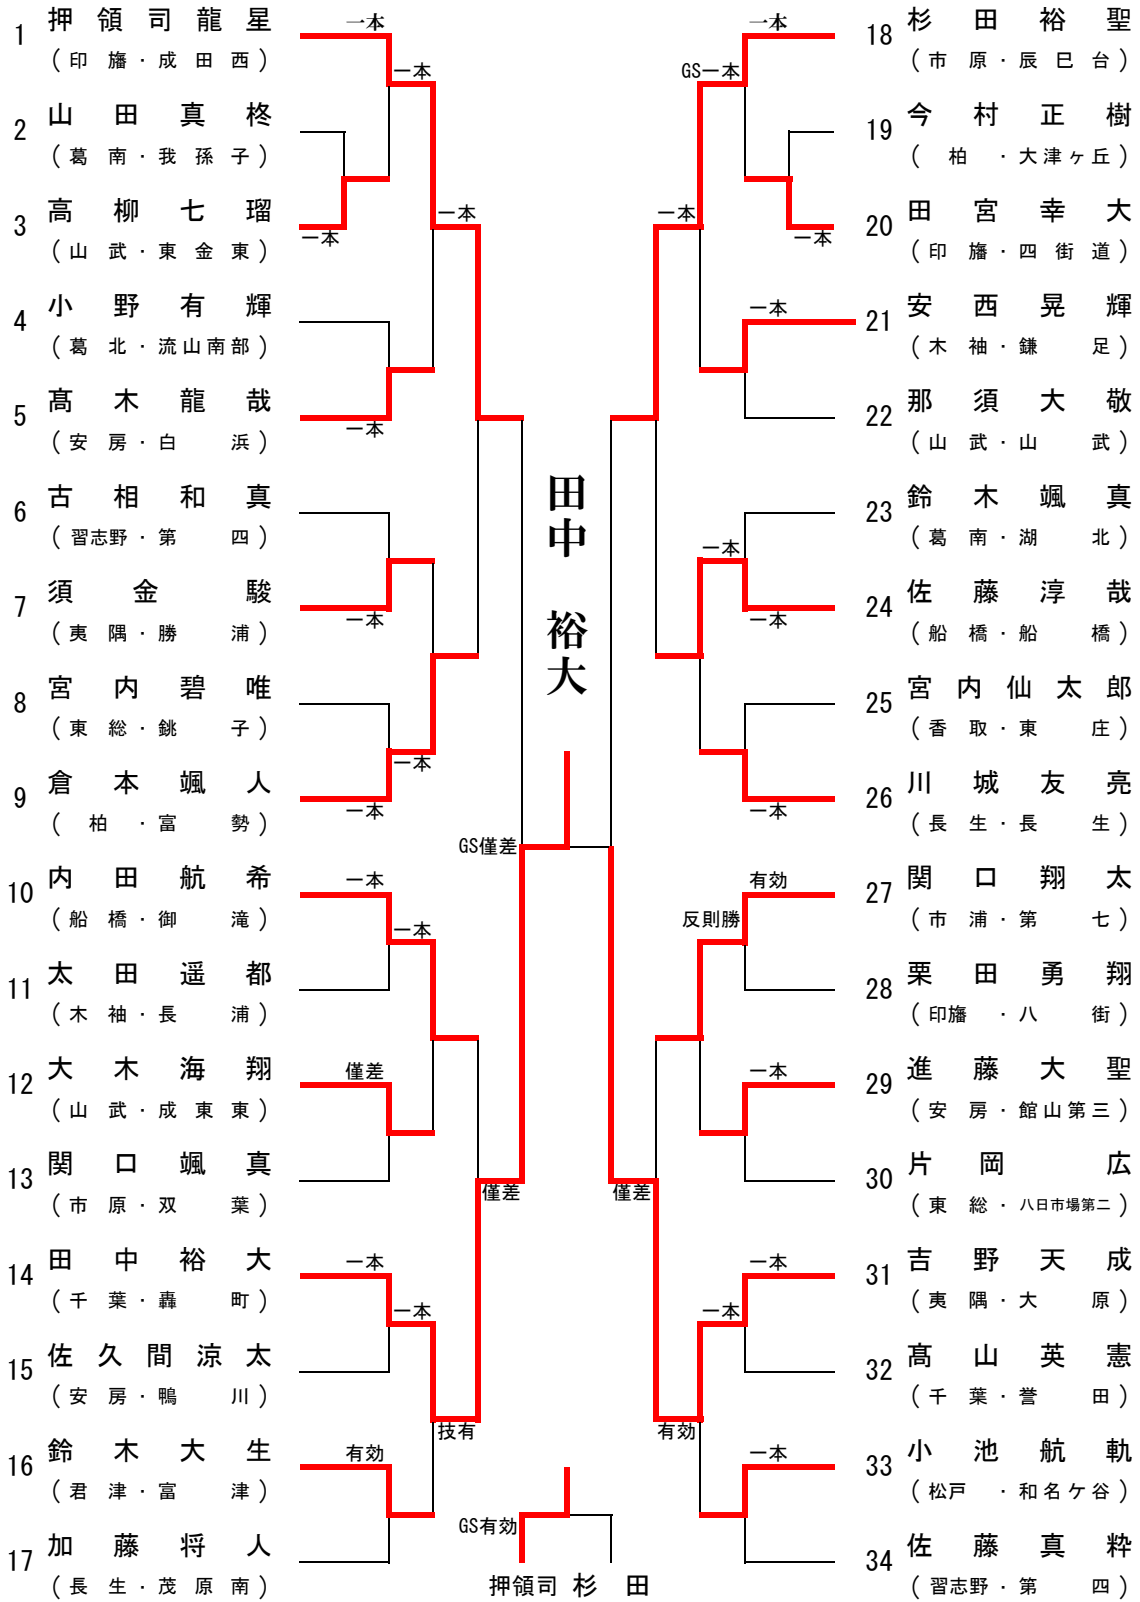 1 押領司龍星
(印旛・成田西)
2 山田真柊
(葛南・我孫子)
3 高柳七瑠
(山武・東金東)
4 小野有輝
(葛北・流山南部)
5 髙木龍哉
(安房・白浜)
6 古相和真
(習志野・第四)
7 須金駿
(夷隅・勝浦)
8 宮内碧唯
(東総・銚子)
9 倉本颯人
(柏・富勢)
10 内田航希
(船橋・御滝)
11 太田遥都
(木袖・長浦)
12 大木海翔
(山武・成東東)
13 関口颯真
(市原・双葉)
14 田中裕大
(千葉・轟町)
15 佐久間涼太
(安房・鴨川)
16 鈴木大生
(君津・富津)
17 加藤将人
(長生・茂原南)
一本
一本
一本
一本
一本
一本
一本
一本
一本
一本
僅差
一本
一本
有効
技有
僅差
GS僅差
田中 裕大
GS有効
押領司 杉田
一本
GS一本
一本
一本
一本
一本
一本
一本
有効
反則勝
一本
僅差
一本
一本
有効
一本
18 杉田裕聖
(市原・辰巳台)
19 今村正樹
(柏・大津ヶ丘)
20 田宮幸大
(印旛・四街道)
21 安西晃輝
(木袖・鎌足)
22 那須大敬
(山武・山武)
23 鈴木颯真
(葛南・湖北)
24 佐藤淳哉
(船橋・船橋)
25 宮内仙太郎
(香取・東庄)
26 川城友亮
(長生・長生)
27 関口翔太
(市浦・第七)
28 栗田勇翔
(印旛・八街)
29 進藤大聖
(安房・館山第三)
30 片岡広
(東総・八日市場第二)
31 吉野天成
(夷隅・大原)
32 髙山英憲
(千葉・誉田)
33 小池航軌
(松戸・和名ケ谷)
34 佐藤真粋
(習志野・第四)